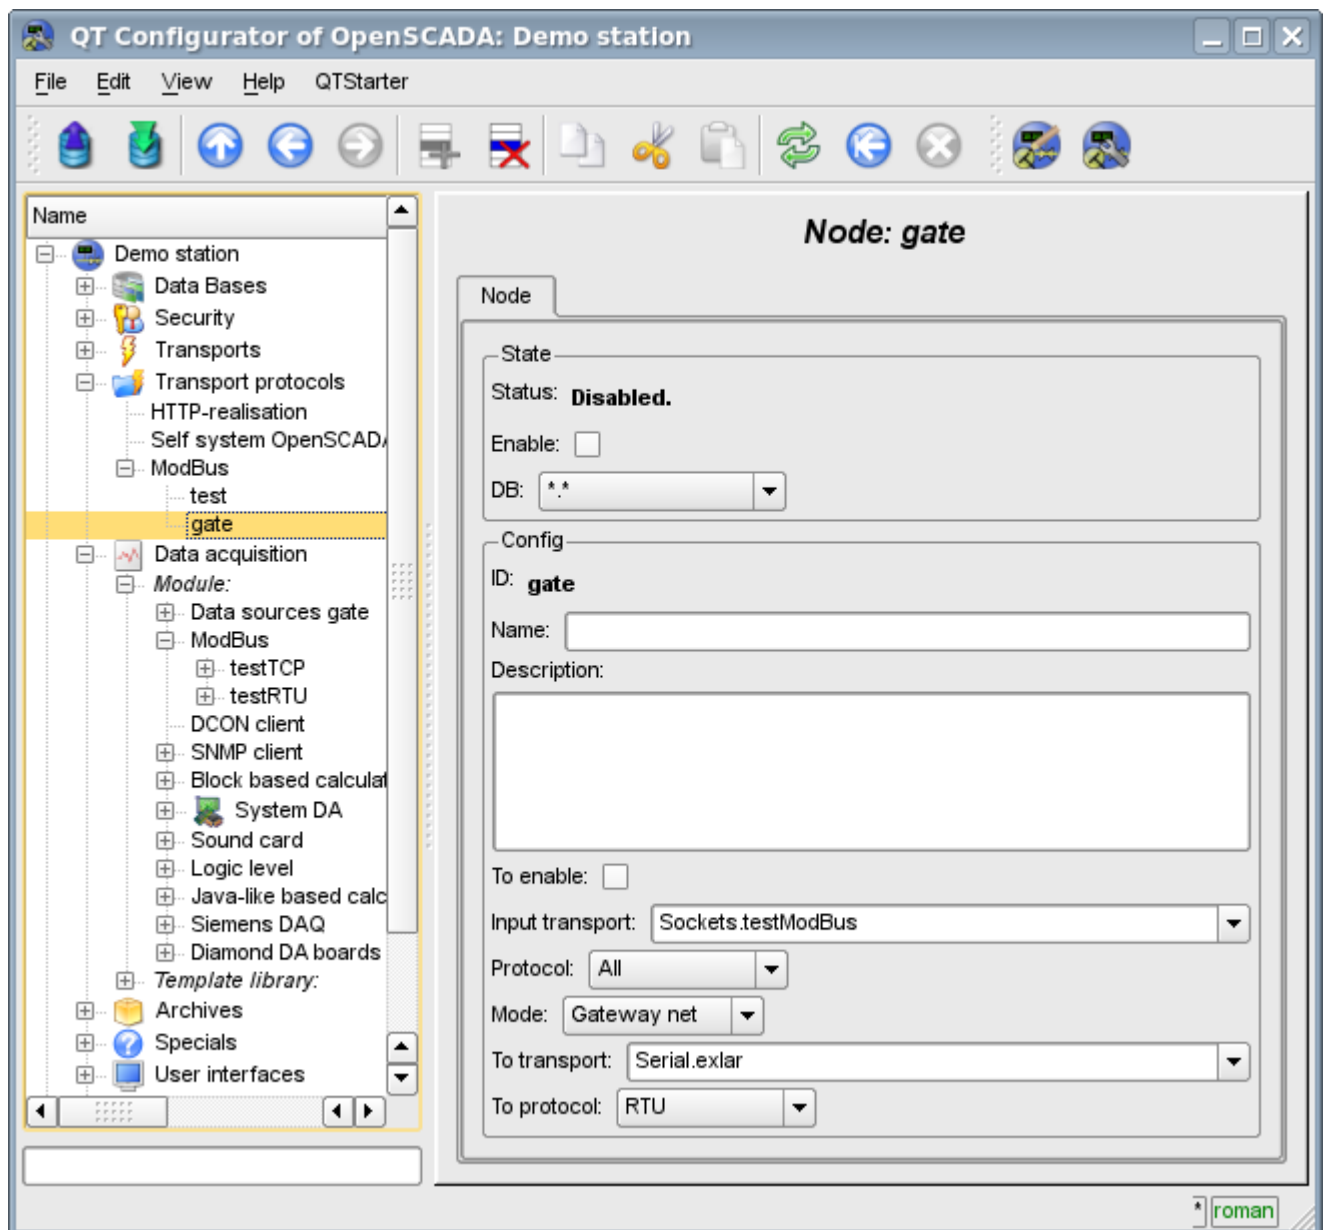 QT Configurator of OpenSCADA: Demo station
File Edit View Help QTStarter
Name
Demo station
Data Bases
Security
Transports
Transport protocols
HTTP-realisation
Self system OpenSCADA
ModBus
test
gate
Data acquisition
Module:
Data sources gate
ModBus
testTCP
testRTU
DCON client
SNMP client
Block based calculat
System DA
Sound card
Logic level
Java-like based calc
Siemens DAQ
Diamond DA boards
Template library:
Archives
Specials
User interfaces
Node: gate
Node
State
Status: Disabled.
Enable:
DB: *.*
Config
ID: gate
Name:
Description:
To enable:
Input transport: Sockets.testModBus
Protocol: All
Mode: Gateway net
To transport: Serial.exlar
To protocol: RTU
* roman